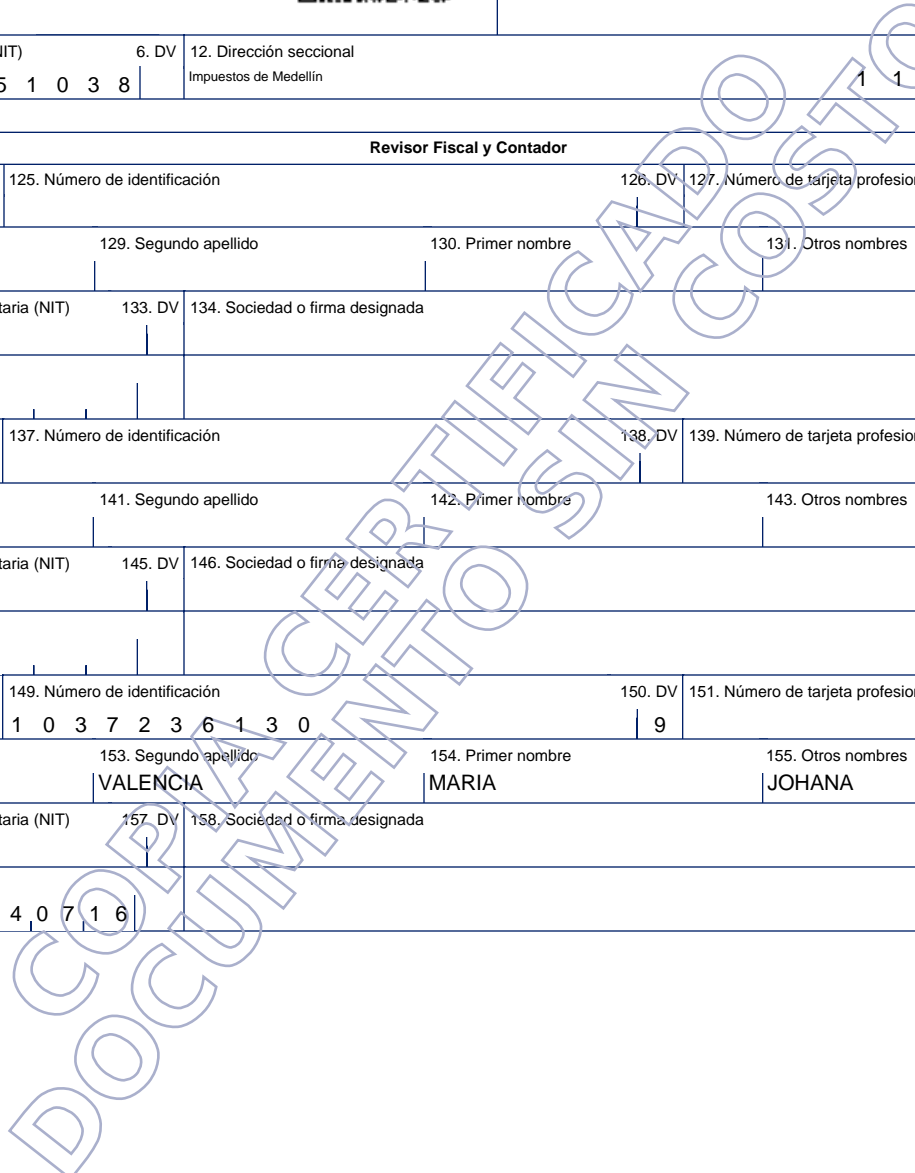 NIT) 6. DV 12. Dirección seccional
5 1 0 3 8 Impuestos de Medellín 1 1
Revisor Fiscal y Contador
125. Número de identificación 126. DV 127. Número de tarjeta profesion
129. Segundo apellido 130. Primer nombre 131. Otros nombres
taria (NIT) 133. DV 134. Sociedad o firma designada
137. Número de identificación 138. DV 139. Número de tarjeta profesion
141. Segundo apellido 142. Primer nombre 143. Otros nombres
taria (NIT) 145. DV 146. Sociedad o firma designada
149. Número de identificación 150. DV 151. Número de tarjeta profesion
1 0 3 7 2 3 6 1 3 0 9
153. Segundo apellido 154. Primer nombre 155. Otros nombres
VALENCIA MARIA JOHANA
taria (NIT) 157. DV 158. Sociedad o firma designada
4 0 7 1 6
COPIA CERTIFICADO
DOCUMENTO SIN COSTO